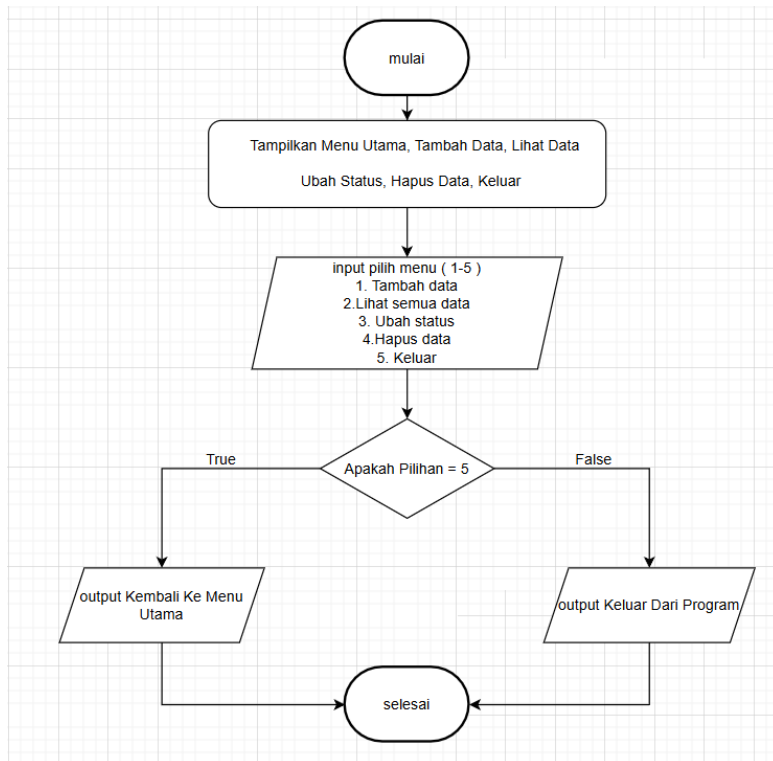 mulai
Tampilkan Menu Utama, Tambah Data, Lihat Data
Ubah Status, Hapus Data, Keluar
input pilih menu ( 1-5 )
1. Tambah data
2.Lihat semua data
3. Ubah status
4.Hapus data
5. Keluar
True
Apakah Pilihan = 5
False
output Kembali Ke Menu
Utama
output Keluar Dari Program
selesai